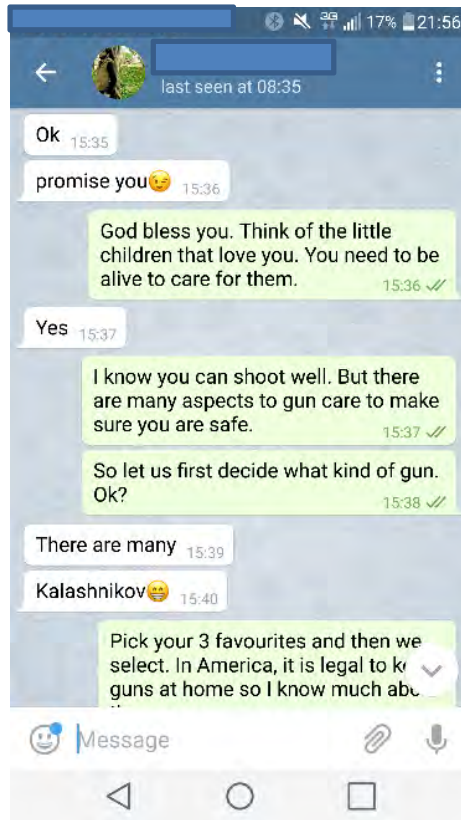 3G 17% 21:56
last seen at 08:35
Ok 15:35
promise you😉 15:36
God bless you. Think of the little
children that love you. You need to be
alive to care for them.
15:36
Yes 15:37
I know you can shoot well. But there
are many aspects to gun care to make
sure you are safe.
15:37
So let us first decide what kind of gun.
Ok?
15:38
There are many 15:39
Kalashnikov😁 15:40
Pick your 3 favourites and then we
select. In America, it is legal to
guns at home so I know much
Message